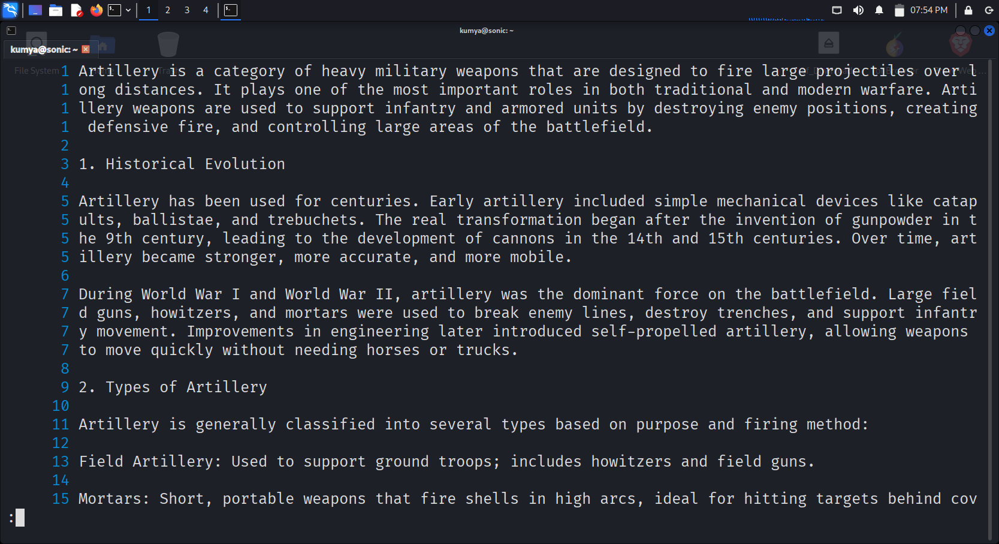 1 2 3 4
07:54 PM
kumya@sonic: ~
kumya@sonic: ~
File System
1 Artillery is a category of heavy military weapons that are designed to fire large projectiles over l
1 ong distances. It plays one of the most important roles in both traditional and modern warfare. Arti
1 llery weapons are used to support infantry and armored units by destroying enemy positions, creating
1  defensive fire, and controlling large areas of the battlefield.
2
3 1. Historical Evolution
4
5 Artillery has been used for centuries. Early artillery included simple mechanical devices like catap
5 ults, ballistae, and trebuchets. The real transformation began after the invention of gunpowder in t
5 he 9th century, leading to the development of cannons in the 14th and 15th centuries. Over time, art
5 illery became stronger, more accurate, and more mobile.
6
7 During World War I and World War II, artillery was the dominant force on the battlefield. Large fiel
7 d guns, howitzers, and mortars were used to break enemy lines, destroy trenches, and support infantr
7 y movement. Improvements in engineering later introduced self-propelled artillery, allowing weapons
7 to move quickly without needing horses or trucks.
8
9 2. Types of Artillery
10
11 Artillery is generally classified into several types based on purpose and firing method:
12
13 Field Artillery: Used to support ground troops; includes howitzers and field guns.
14
15 Mortars: Short, portable weapons that fire shells in high arcs, ideal for hitting targets behind cov
: